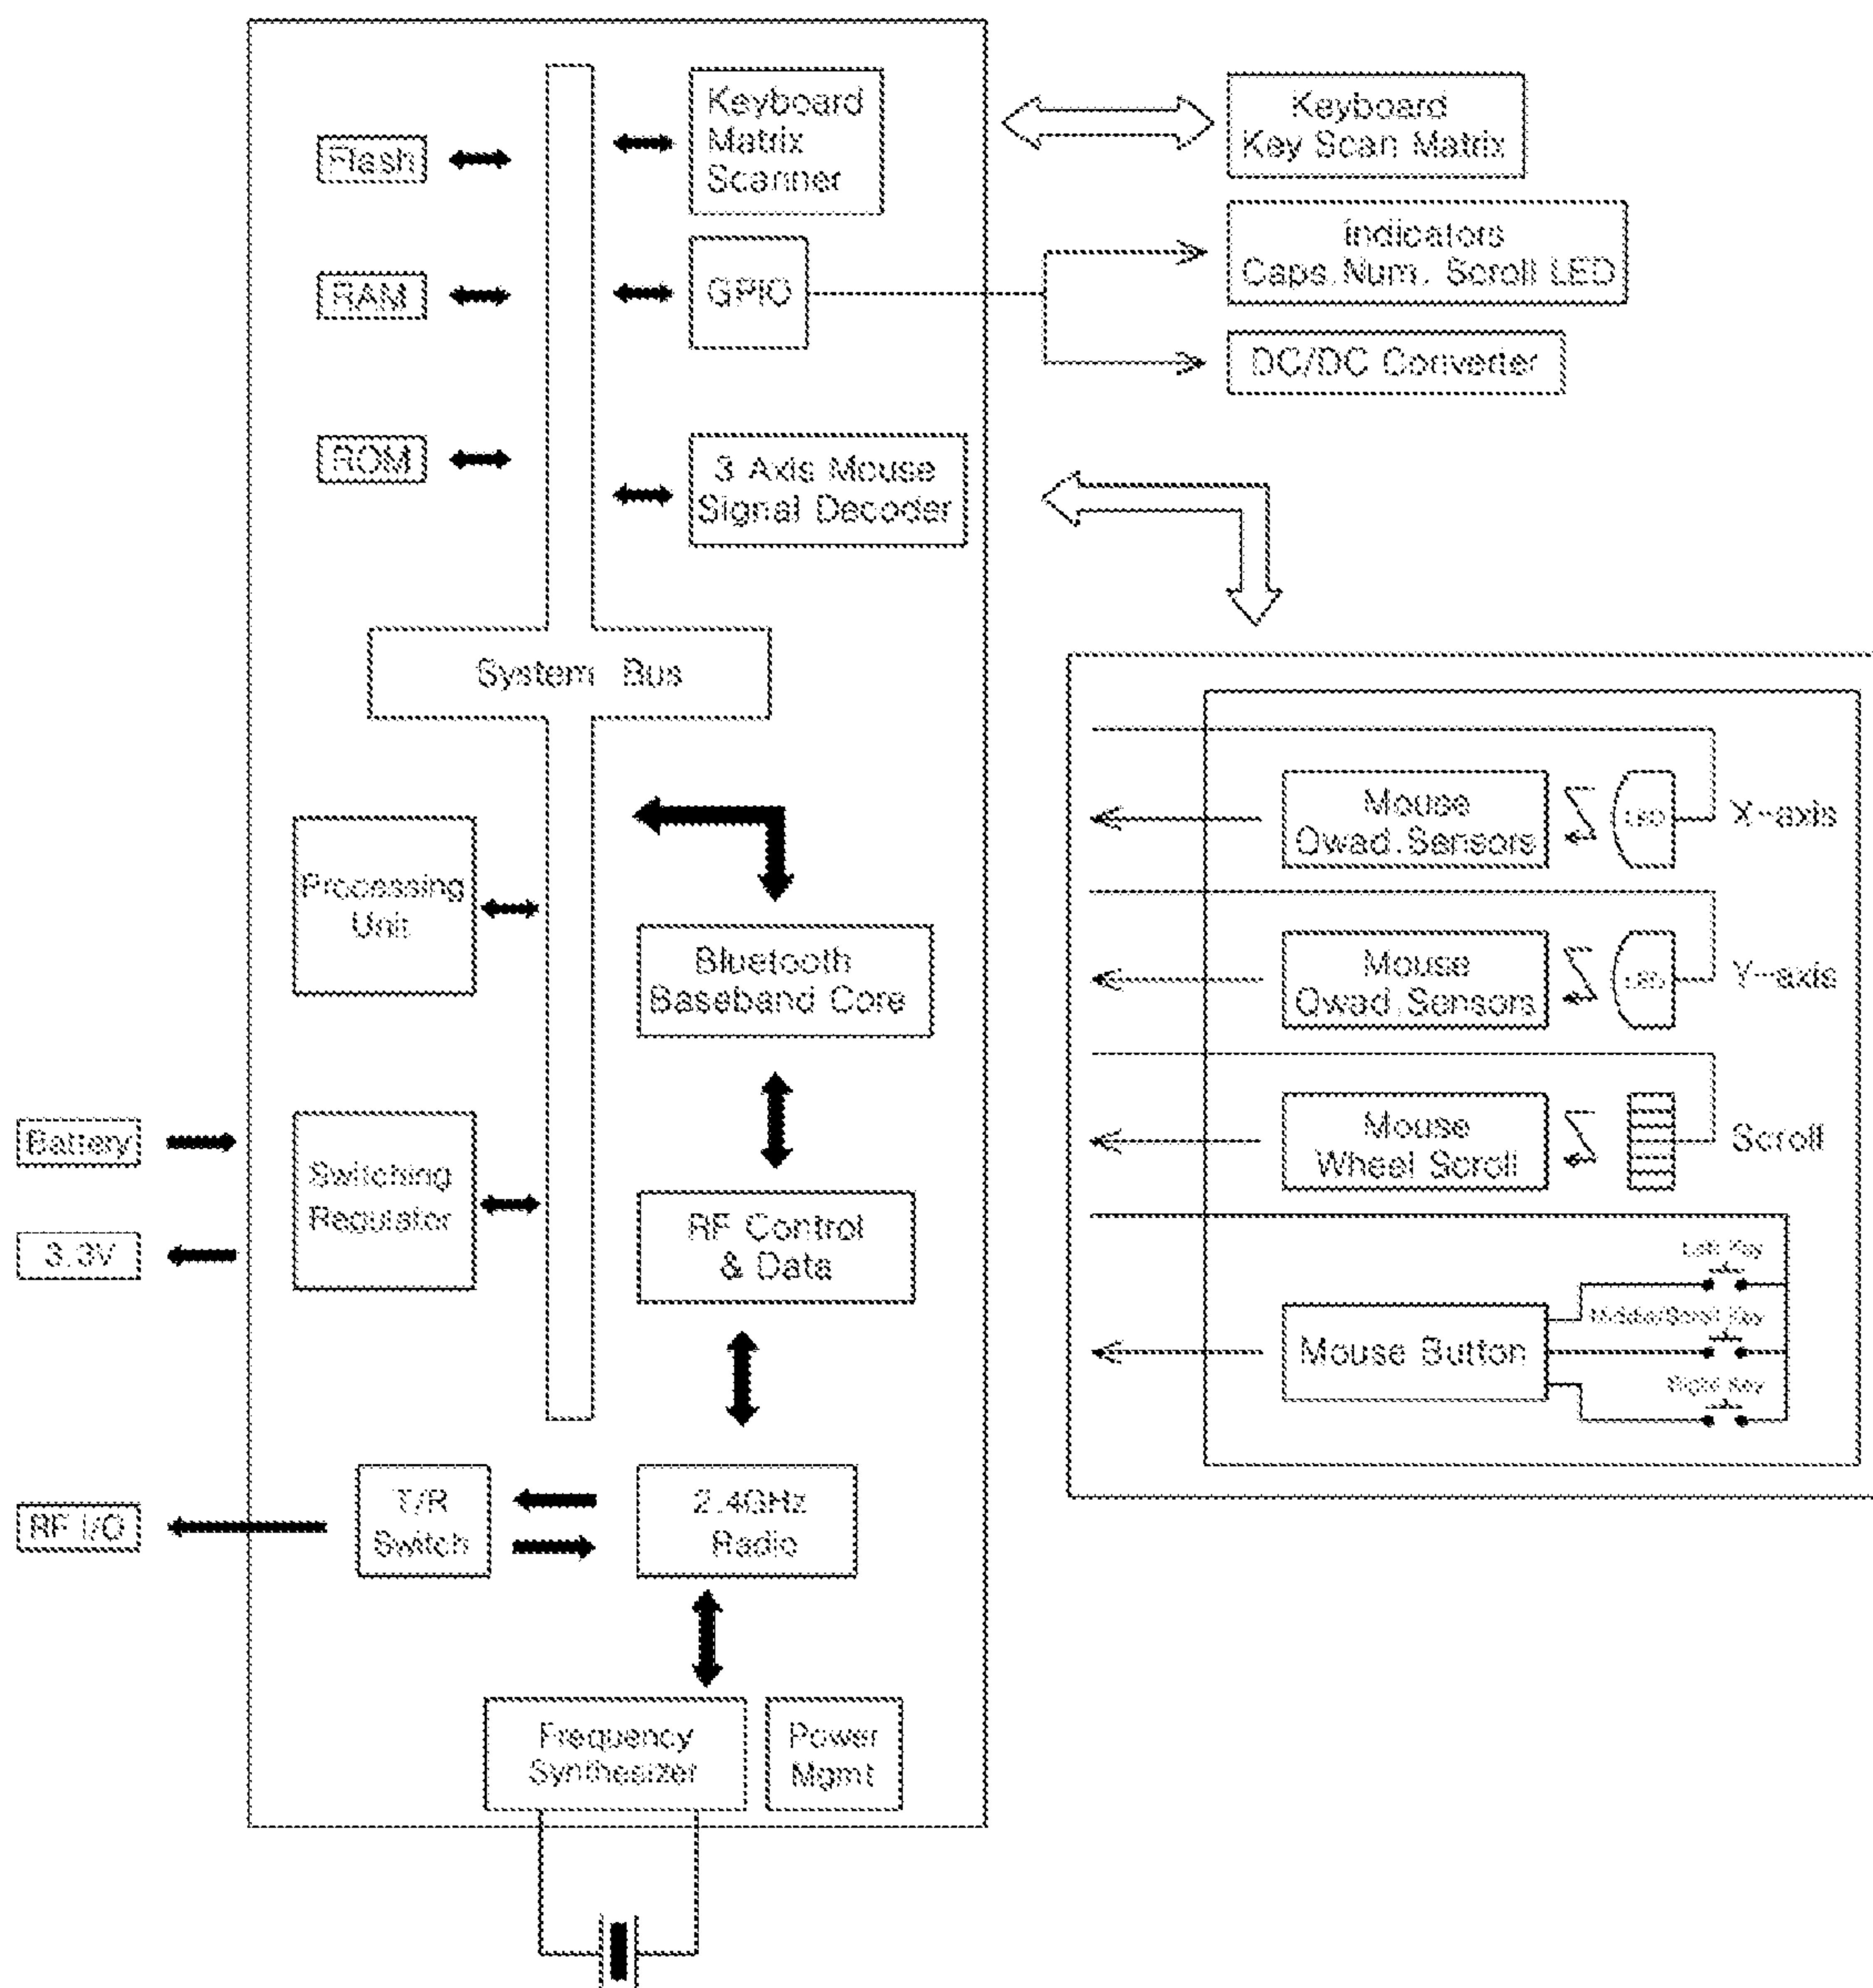 Flash
RAM
ROM
Keyboard
Matrix
Scanner
GPIO
3 Axis Mouse
Signal Decoder
Keyboard
Key Scan Matrix
Indicators
Caps.Num. Scroll LED
DC/DC Converter
System Bus
Processing
Unit
Bluetooth
Baseband Core
Switching
Regulator
RF Control
& Data
Battery
3.3V
RF I/O
T/R
Switch
2.4GHz
Radio
Frequency
Synthesizer
Power
Mgmt
Mouse
Qwad.Sensors
LED
X-axis
Mouse
Qwad.Sensors
LED
Y-axis
Mouse
Wheel Scroll
Scroll
Left Key
Middle/Scroll Key
Mouse Button
Right Key